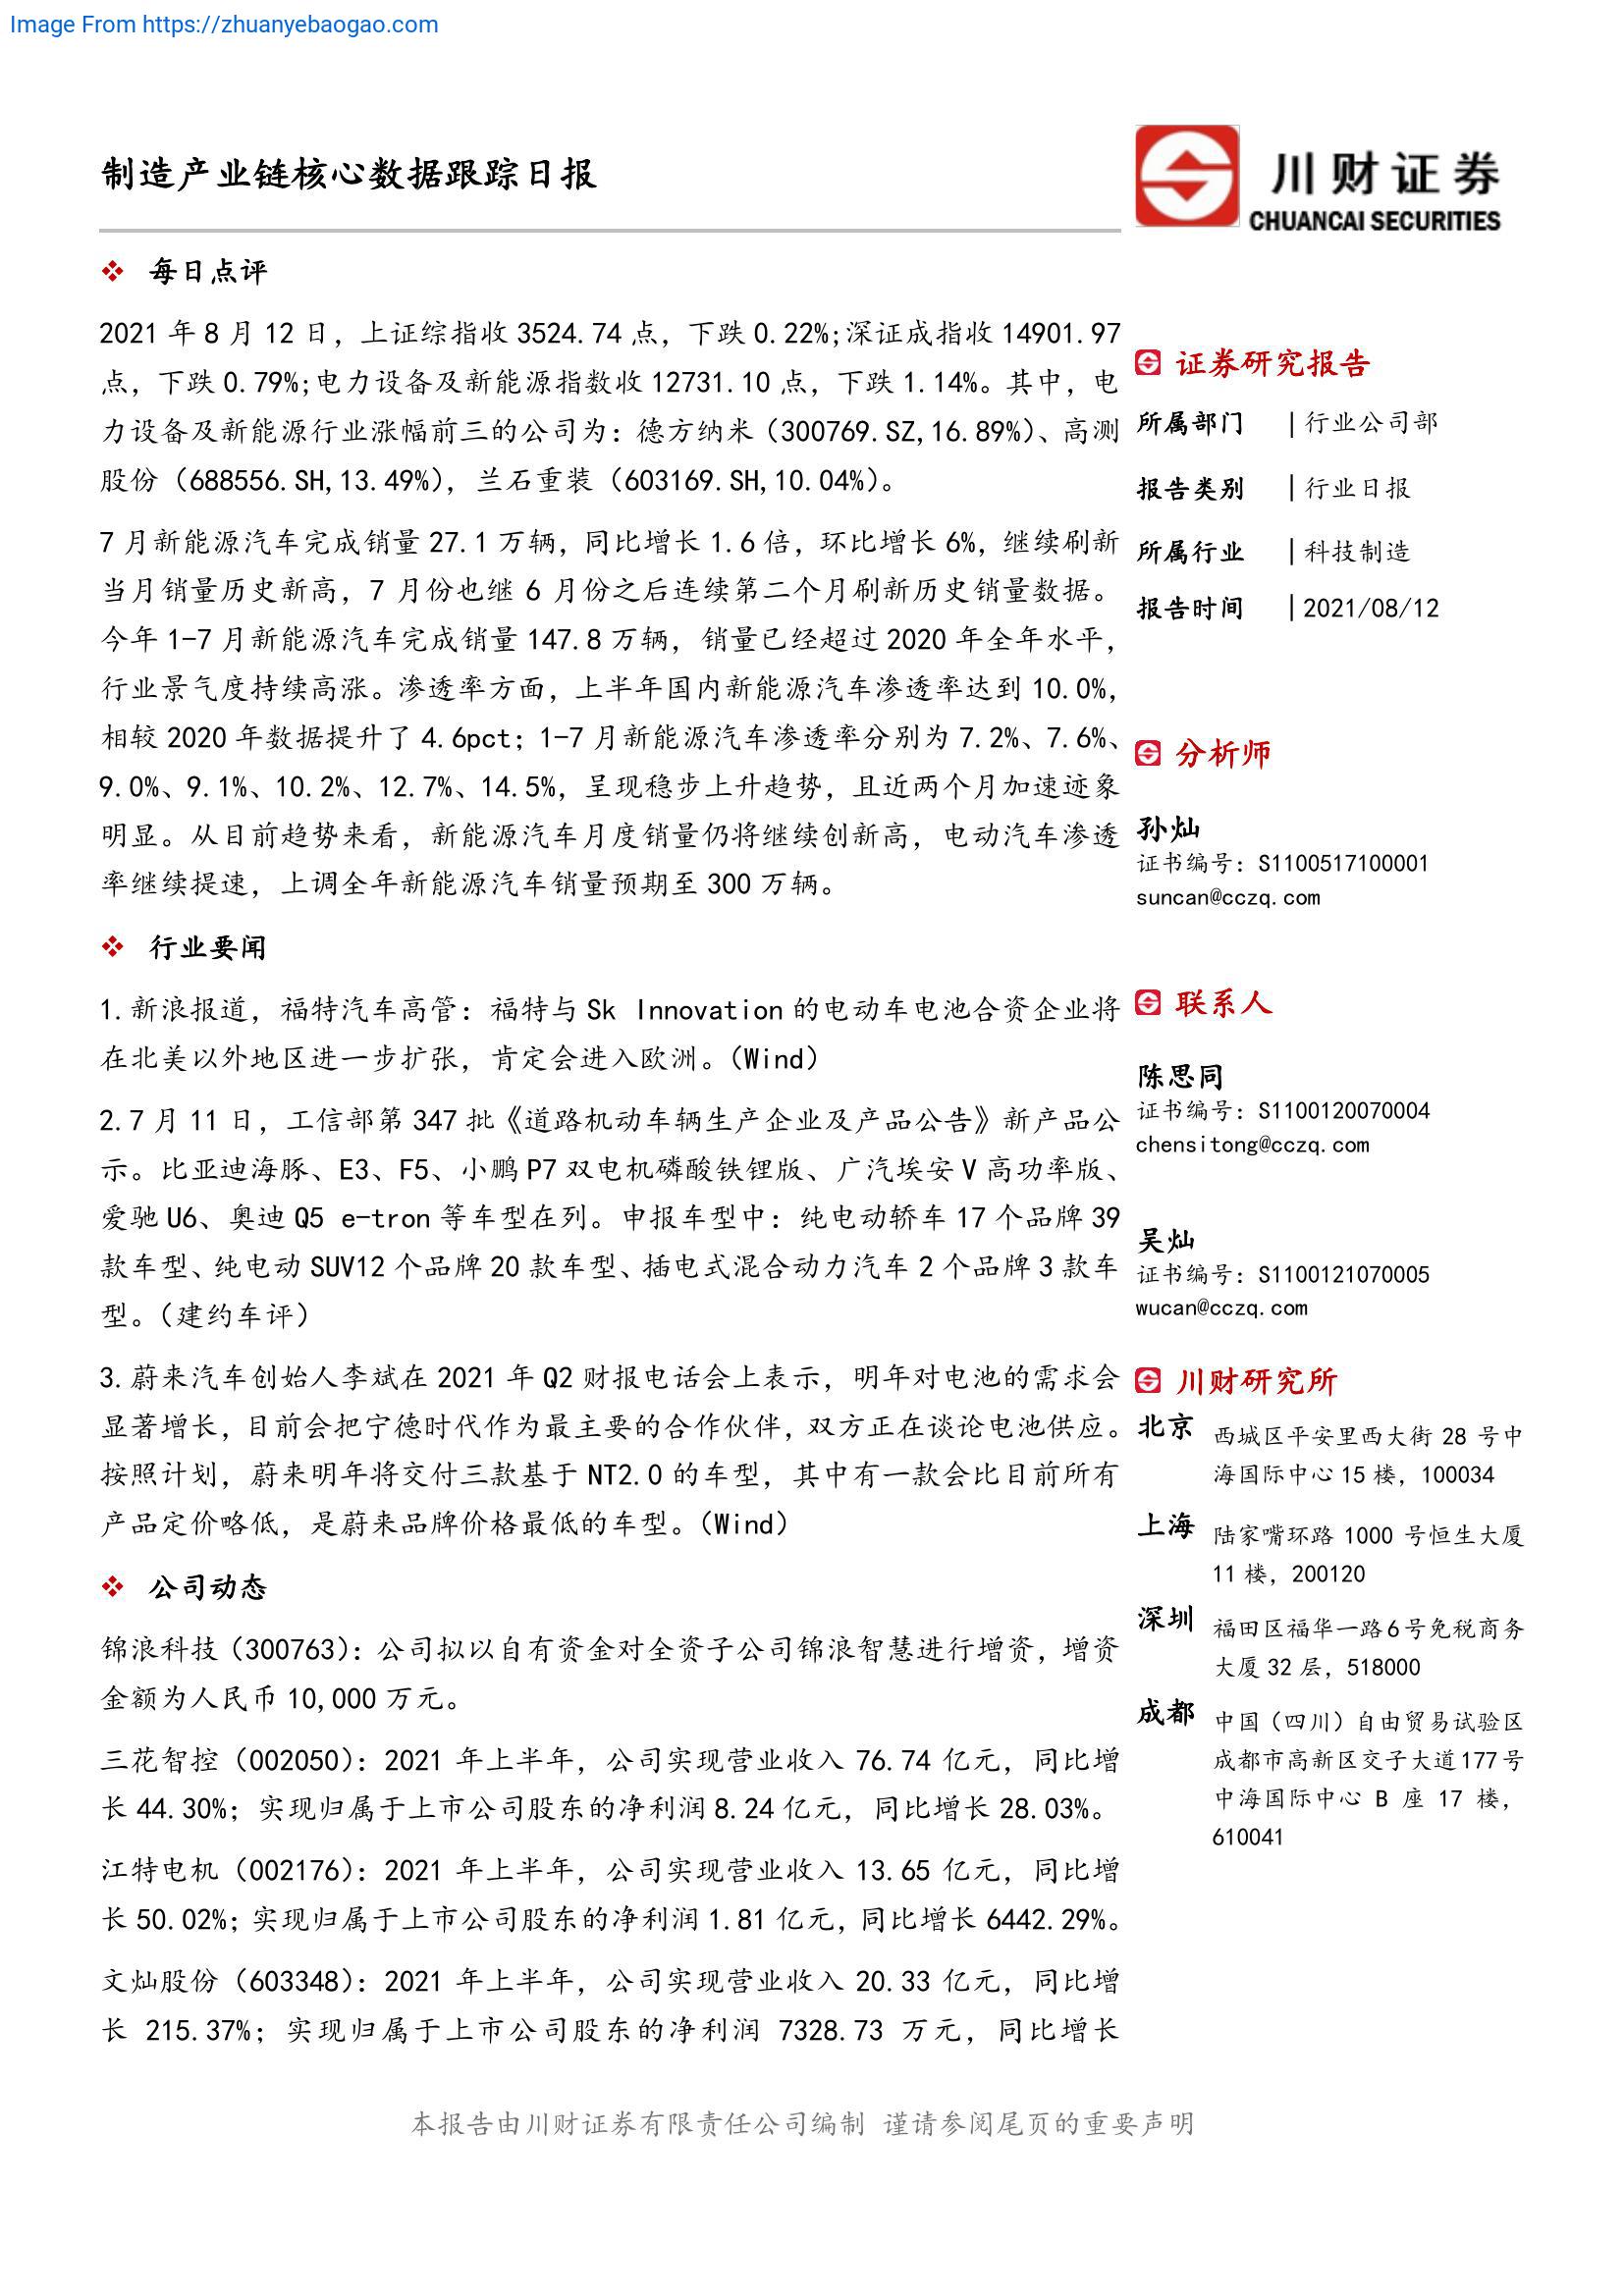 Image From https://zhuanyebaogao.com
制造产业链核心数据跟踪日报
川财证券
CHUANCAI SECURITIES
每日点评
2021 年 8 月 12 日，上证综指收 3524.74 点，下跌 0.22%;深证成指收 14901.97
点，下跌 0.79%;电力设备及新能源指数收 12731.10 点，下跌 1.14%。其中，电
力设备及新能源行业涨幅前三的公司为：德方纳米（300769.SZ,16.89%）、高测
股份（688556.SH,13.49%），兰石重装（603169.SH,10.04%）。
7 月新能源汽车完成销量 27.1 万辆，同比增长 1.6 倍，环比增长 6%，继续刷新
当月销量历史新高，7 月份也继 6 月份之后连续第二个月刷新历史销量数据。
今年 1-7 月新能源汽车完成销量 147.8 万辆，销量已经超过 2020 年全年水平，
行业景气度持续高涨。渗透率方面，上半年国内新能源汽车渗透率达到 10.0%，
相较 2020 年数据提升了 4.6pct；1-7 月新能源汽车渗透率分别为 7.2%、7.6%、
9.0%、9.1%、10.2%、12.7%、14.5%，呈现稳步上升趋势，且近两个月加速迹象
明显。从目前趋势来看，新能源汽车月度销量仍将继续创新高，电动汽车渗透
率继续提速，上调全年新能源汽车销量预期至 300 万辆。
行业要闻
1.新浪报道，福特汽车高管：福特与 Sk Innovation 的电动车电池合资企业将
在北美以外地区进一步扩张，肯定会进入欧洲。（Wind）
2.7 月 11 日，工信部第 347 批《道路机动车辆生产企业及产品公告》新产品公
示。比亚迪海豚、E3、F5、小鹏 P7 双电机磷酸铁锂版、广汽埃安 V 高功率版、
爱驰 U6、奥迪 Q5 e-tron 等车型在列。申报车型中：纯电动轿车 17 个品牌 39
款车型、纯电动 SUV12 个品牌 20 款车型、插电式混合动力汽车 2 个品牌 3 款车
型。（建约车评）
3.蔚来汽车创始人李斌在 2021 年 Q2 财报电话会上表示，明年对电池的需求会
显著增长，目前会把宁德时代作为最主要的合作伙伴，双方正在谈论电池供应。
按照计划，蔚来明年将交付三款基于 NT2.0 的车型，其中有一款会比目前所有
产品定价略低，是蔚来品牌价格最低的车型。（Wind）
公司动态
锦浪科技（300763）：公司拟以自有资金对全资子公司锦浪智慧进行增资，增资
金额为人民币 10,000 万元。
三花智控（002050）：2021 年上半年，公司实现营业收入 76.74 亿元，同比增
长 44.30%；实现归属于上市公司股东的净利润 8.24 亿元，同比增长 28.03%。
江特电机（002176）：2021 年上半年，公司实现营业收入 13.65 亿元，同比增
长 50.02%；实现归属于上市公司股东的净利润 1.81 亿元，同比增长 6442.29%。
文灿股份（603348）：2021 年上半年，公司实现营业收入 20.33 亿元，同比增
长 215.37%；实现归属于上市公司股东的净利润 7328.73 万元，同比增长
证券研究报告
所属部门 | 行业公司部
报告类别 | 行业日报
所属行业 | 科技制造
报告时间 | 2021/08/12
分析师
孙灿
证书编号：S1100517100001
suncan@cczq.com
联系人
陈思同
证书编号：S1100120070004
chensitong@cczq.com
吴灿
证书编号：S1100121070005
wucan@cczq.com
川财研究所
北京 西城区平安里西大街 28 号中
海国际中心 15 楼，100034
上海 陆家嘴环路 1000 号恒生大厦
11 楼，200120
深圳 福田区福华一路 6 号免税商务
大厦 32 层，518000
成都 中国（四川）自由贸易试验区
成都市高新区交子大道 177 号
中海国际中心 B 座 17 楼，
610041
本报告由川财证券有限责任公司编制 谨请参阅尾页的重要声明